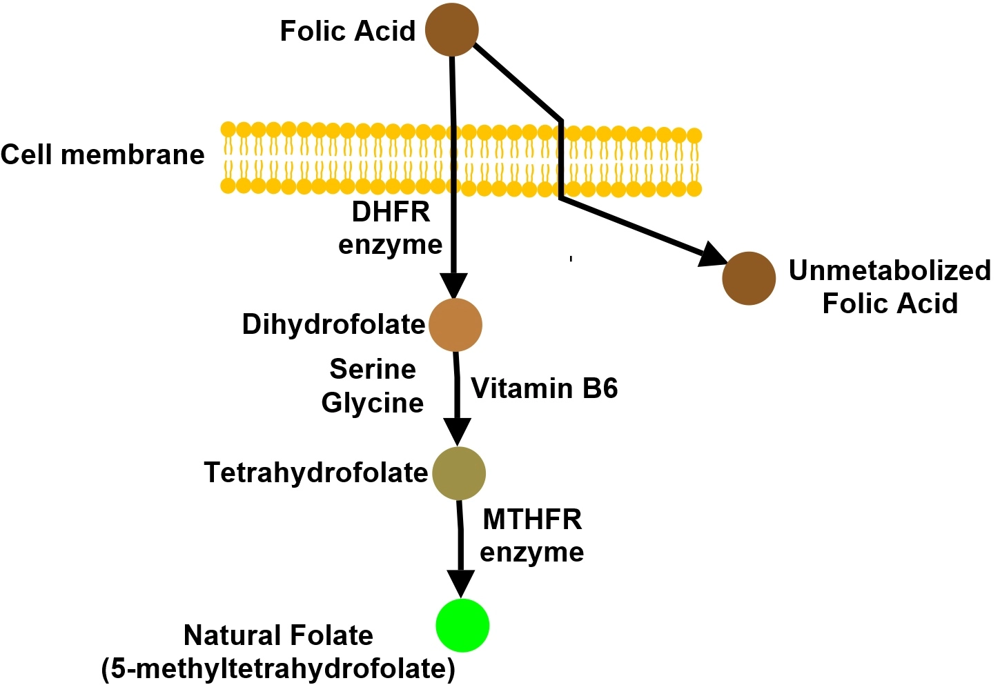 Folic Acid
Cell membrane
DHFR
enzyme
Unmetabolized
Folic Acid
Dihydrofolate
Serine
Glycine
Vitamin B6
Tetrahydrofolate
MTHFR
enzyme
Natural Folate
(5-methyltetrahydrofolate)